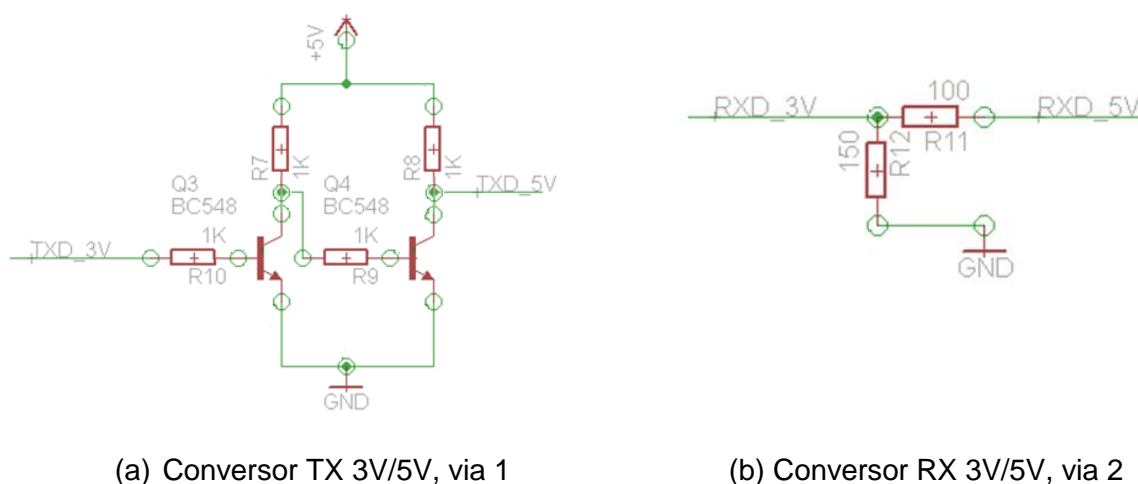 +5V
R7
1K
R8
1K
Q3
BC548
Q4
BC548
TXD_5V
TXD_3V
1K
R10
1K
R9
GND
RXD_3V
100
R11
RXD_5V
150
R12
GND
(a) Conversor TX 3V/5V, via 1
(b) Conversor RX 3V/5V, via 2